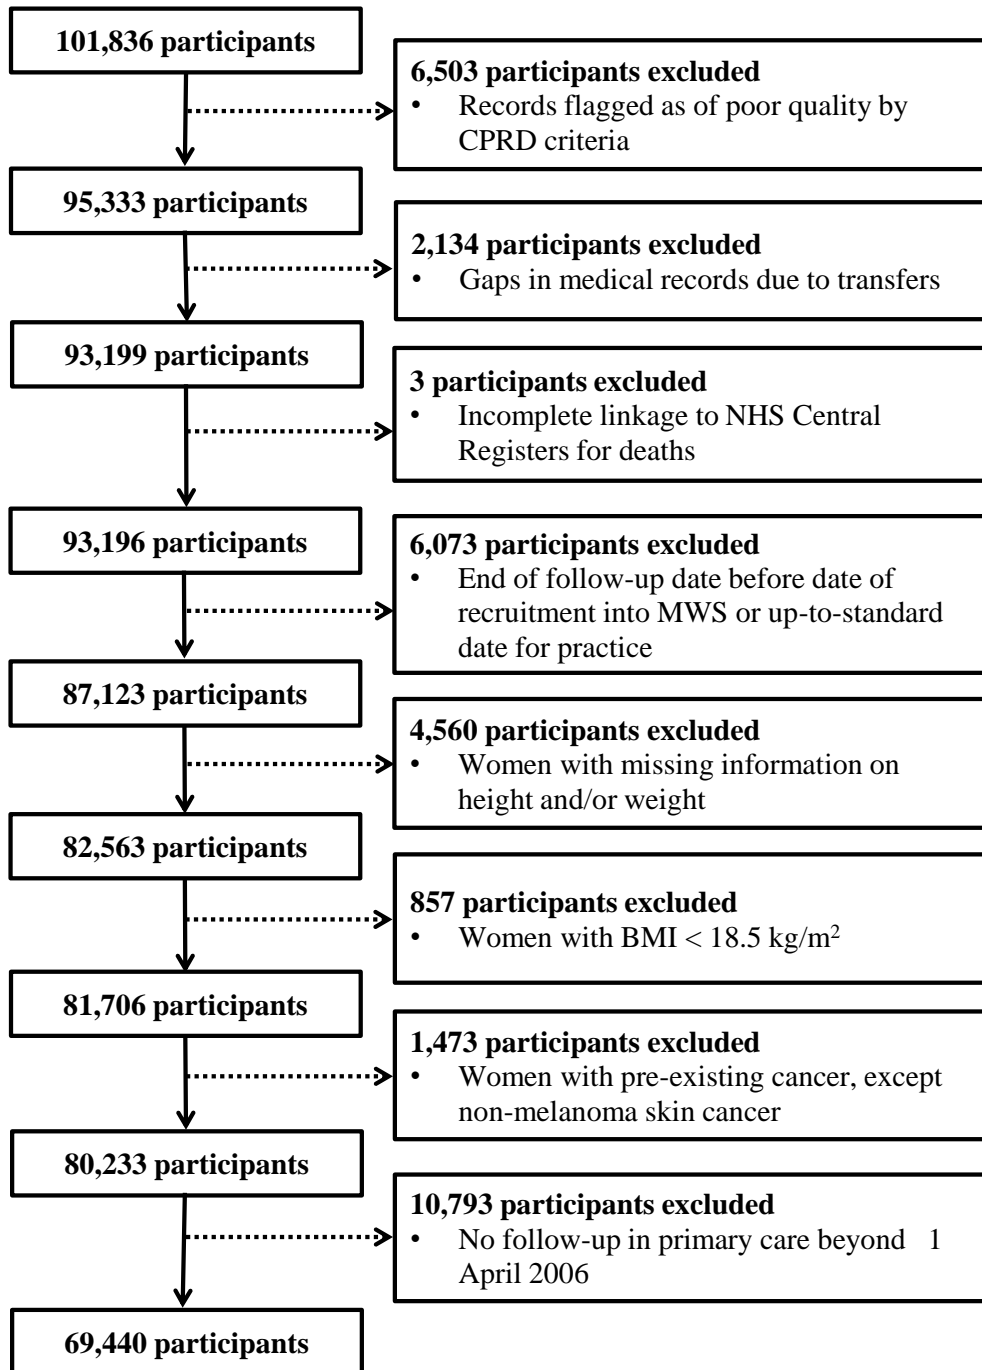 101,836 participants
6,503 participants excluded
• Records flagged as of poor quality by
CPRD criteria
95,333 participants
2,134 participants excluded
• Gaps in medical records due to transfers
93,199 participants
3 participants excluded
• Incomplete linkage to NHS Central
Registers for deaths
93,196 participants
6,073 participants excluded
• End of follow-up date before date of
recruitment into MWS or up-to-standard
date for practice
87,123 participants
4,560 participants excluded
• Women with missing information on
height and/or weight
82,563 participants
857 participants excluded
• Women with BMI < 18.5 kg/m²
81,706 participants
1,473 participants excluded
• Women with pre-existing cancer, except
non-melanoma skin cancer
80,233 participants
10,793 participants excluded
• No follow-up in primary care beyond 1
April 2006
69,440 participants